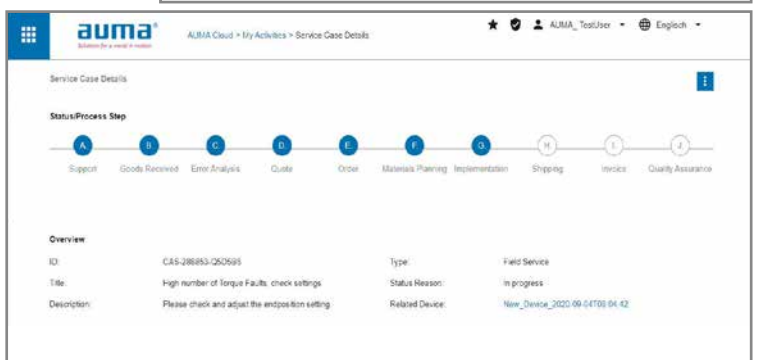 auma
Solutions for a world in motion
AUMA Cloud > My Activities > Service Case Details
AUMA_TestUser
Englisch
Service Case Details
Status/Process Step
A. B. C. D. E. F. G. H. I. J.
Support Goods Received Error Analysis Quote Order Materials Planning Implementation Shipping Invoice Quality Assurance
Overview
ID: Type: Field Service
Title: High number of Torque Faults, check settings Status Reason: In progress
Description: Please check and adjust the endposition setting Related Device: New_Device_2020-09-04T08:04:42